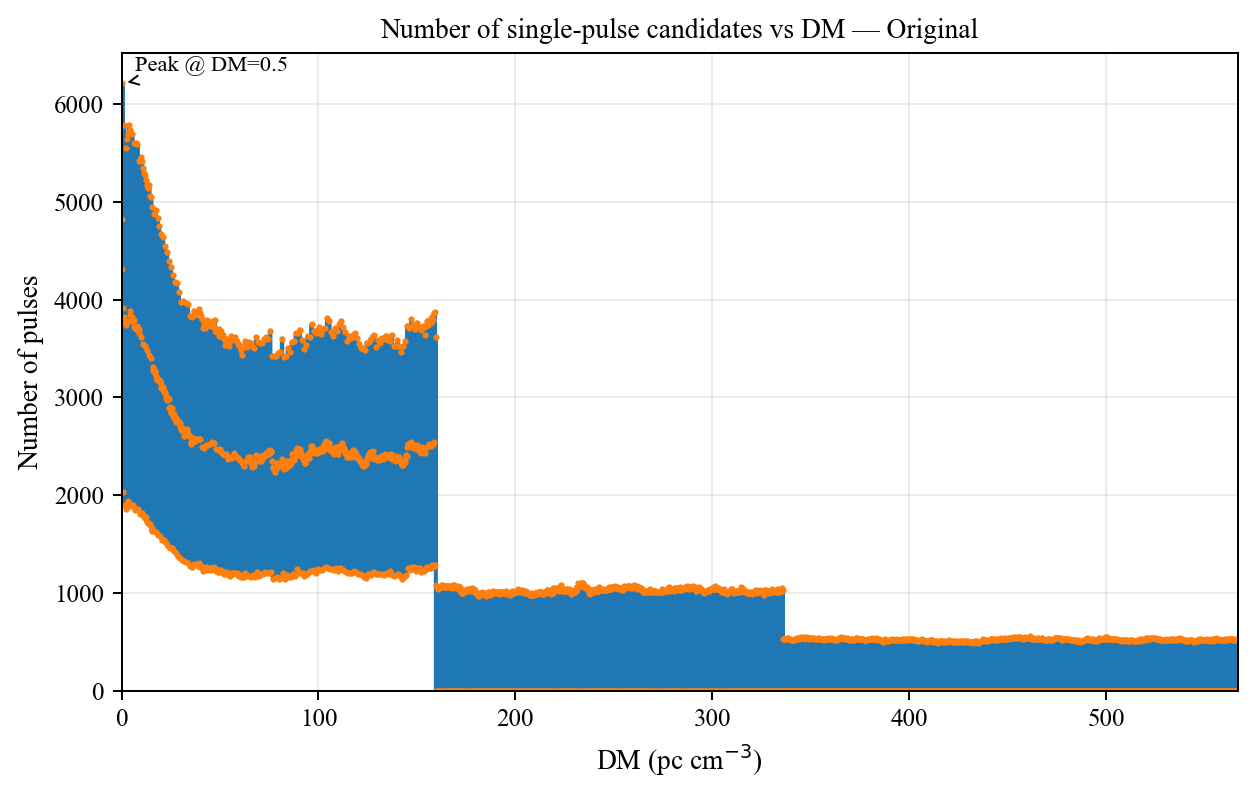 Number of single-pulse candidates vs DM — Original
Peak @ DM=0.5
Number of pulses
6000
5000
4000
3000
2000
1000
0
0 100 200 300 400 500
DM (pc cm⁻³)